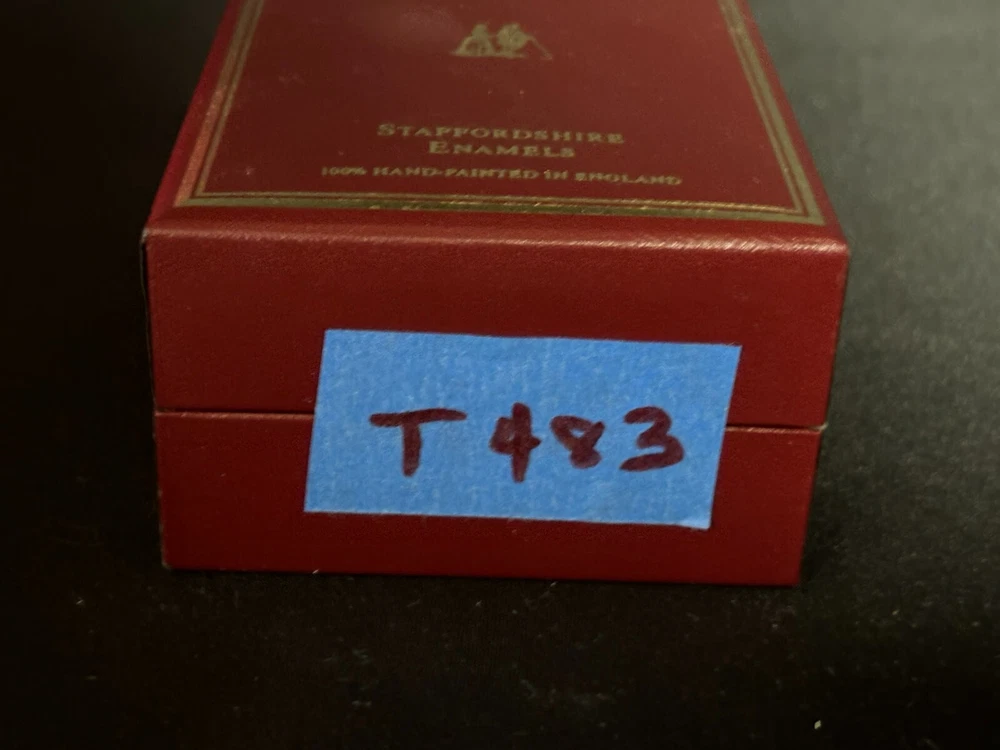 STAFFORDSHIRE
ENAMELS
100% HAND-PAINTED IN ENGLAND
T 483